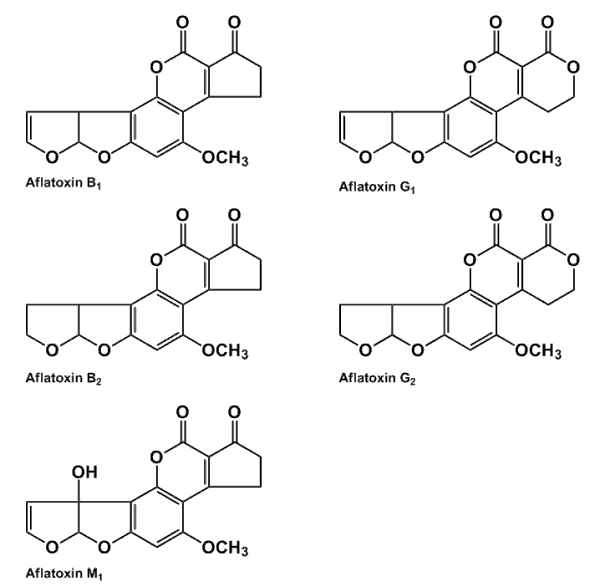 O O
O
O O OCH₃
Aflatoxin B₁
O O
O O
O O OCH₃
Aflatoxin G₁
O O
O
O O OCH₃
Aflatoxin B₂
O O
O O
O O OCH₃
Aflatoxin G₂
O O
O
OH
O O OCH₃
Aflatoxin M₁